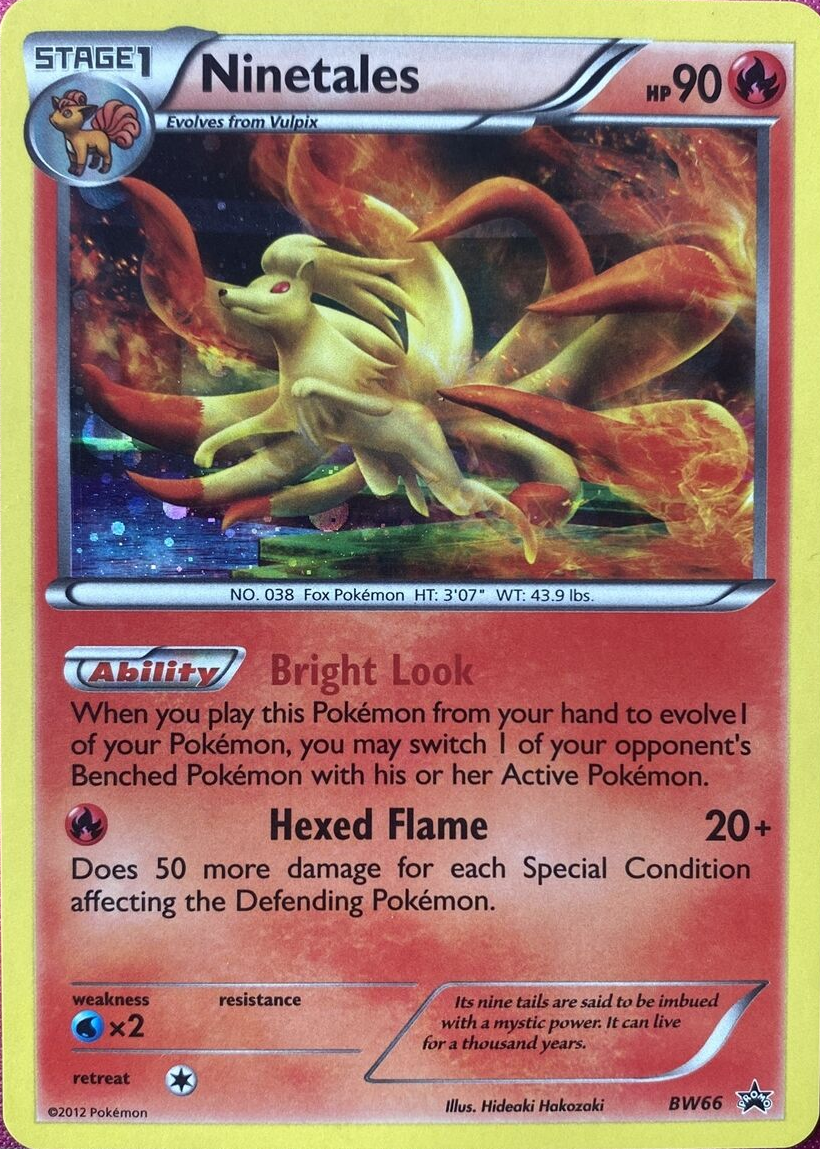 STAGE1
Ninetales
HP90
Evolves from Vulpix
NO. 038 Fox Pokémon HT: 3'07" WT: 43.9 lbs.
Ability Bright Look
When you play this Pokémon from your hand to evolve1
of your Pokémon, you may switch 1 of your opponent's
Benched Pokémon with his or her Active Pokémon.
Hexed Flame 20+
Does 50 more damage for each Special Condition
affecting the Defending Pokémon.
weakness resistance
×2
Its nine tails are said to be imbued
with a mystic power. It can live
for a thousand years.
retreat
©2012 Pokémon Illus. Hideaki Hakozaki BW66 PROMO